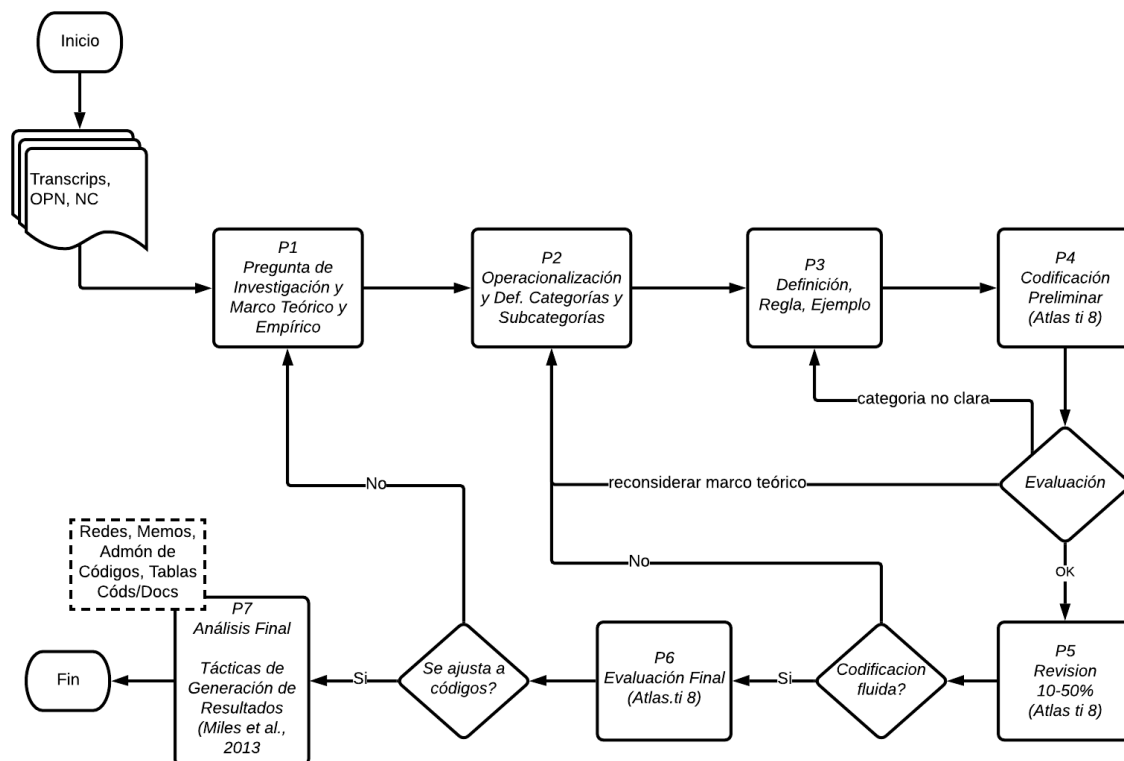 Inicio
Transcrips,
OPN, NC
P1
Pregunta de
Investigación y
Marco Teórico y
Empírico
P2
Operacionalización
y Def. Categorías y
Subcategorías
P3
Definición,
Regla, Ejemplo
P4
Codificación
Preliminar
(Atlas ti 8)
categoria no clara
Evaluación
reconsiderar marco teórico
No
No
OK
Redes, Memos,
Admón de
Códigos, Tablas
Códs/Docs
Fin
P7
Análisis Final
Tácticas de
Generación de
Resultados
(Miles et al.,
2013
Si
Se ajusta a
códigos?
P6
Evaluación Final
(Atlas.ti 8)
Si
Codificacion
fluida?
P5
Revision
10-50%
(Atlas ti 8)